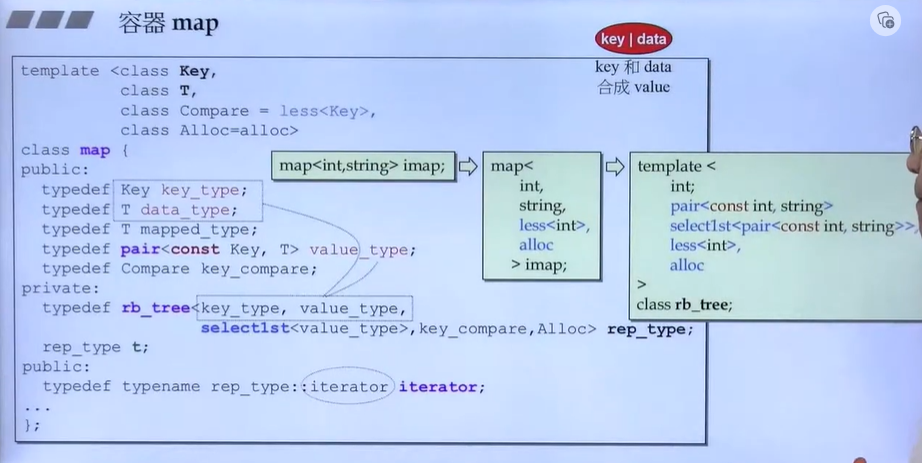 容器 map
key | data
key 和 data
合成 value
template <class Key,
class T,
class Compare = less<Key>,
class Alloc=alloc>
class map {
public:
typedef Key key_type;
typedef T data_type;
typedef T mapped_type;
typedef pair<const Key, T> value_type;
typedef Compare key_compare;
private:
typedef rb_tree<key_type, value_type,
select1st<value_type>,key_compare,Alloc> rep_type;
rep_type t;
public:
typedef typename rep_type::iterator iterator;
...
};
map<int,string> imap;
map<
int,
string,
less<int>,
alloc
> imap;
template <
int;
pair<const int, string>
select1st<pair<const int, string>>,
less<int>,
alloc
>
class rb_tree;